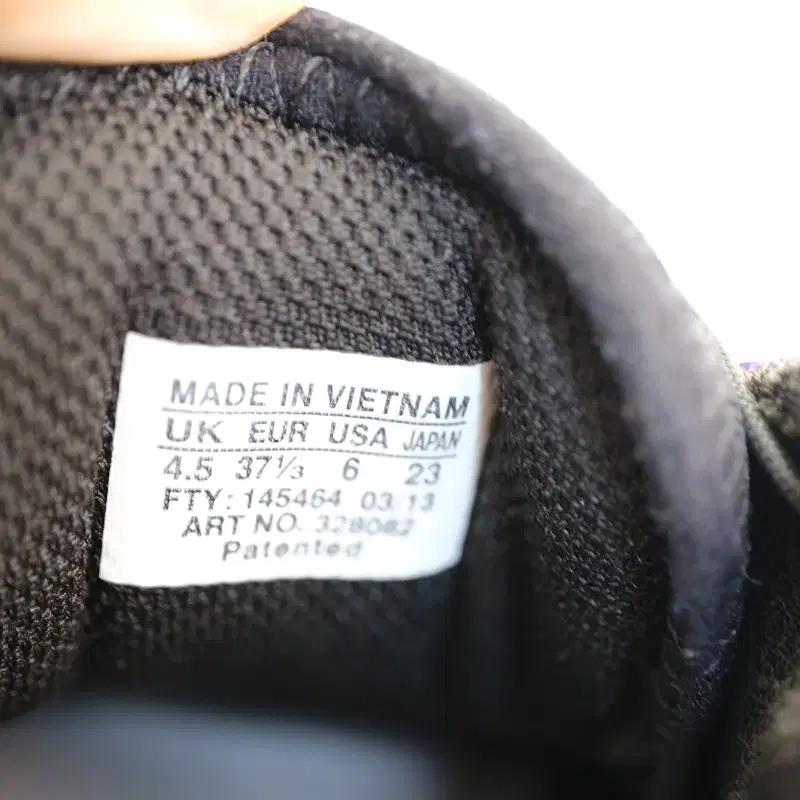 MADE IN VIETNAM
UK EUR USA JAPAN
4.5 37⅓ 6 23
FTY: 145464 03/13
ART NO. 328082
Patented